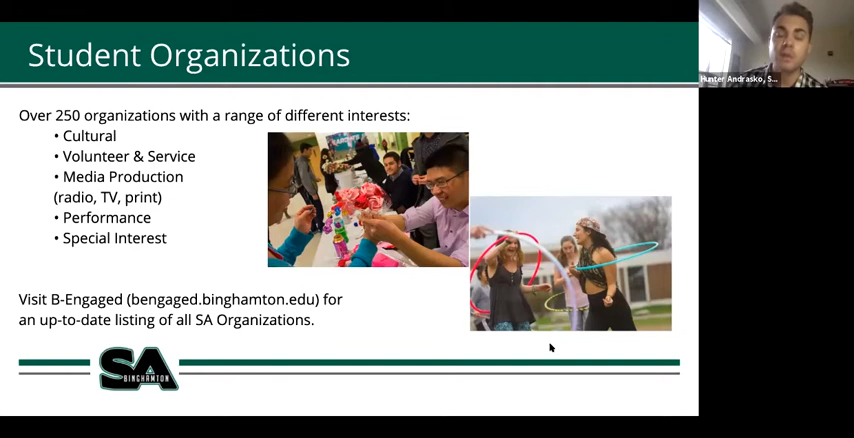 Student Organizations
Hunter Andrasko, S...
Over 250 organizations with a range of different interests:
• Cultural
• Volunteer & Service
• Media Production
(radio, TV, print)
• Performance
• Special Interest
Visit B-Engaged (bengaged.binghamton.edu) for
an up-to-date listing of all SA Organizations.
SA
BINGHAMTON